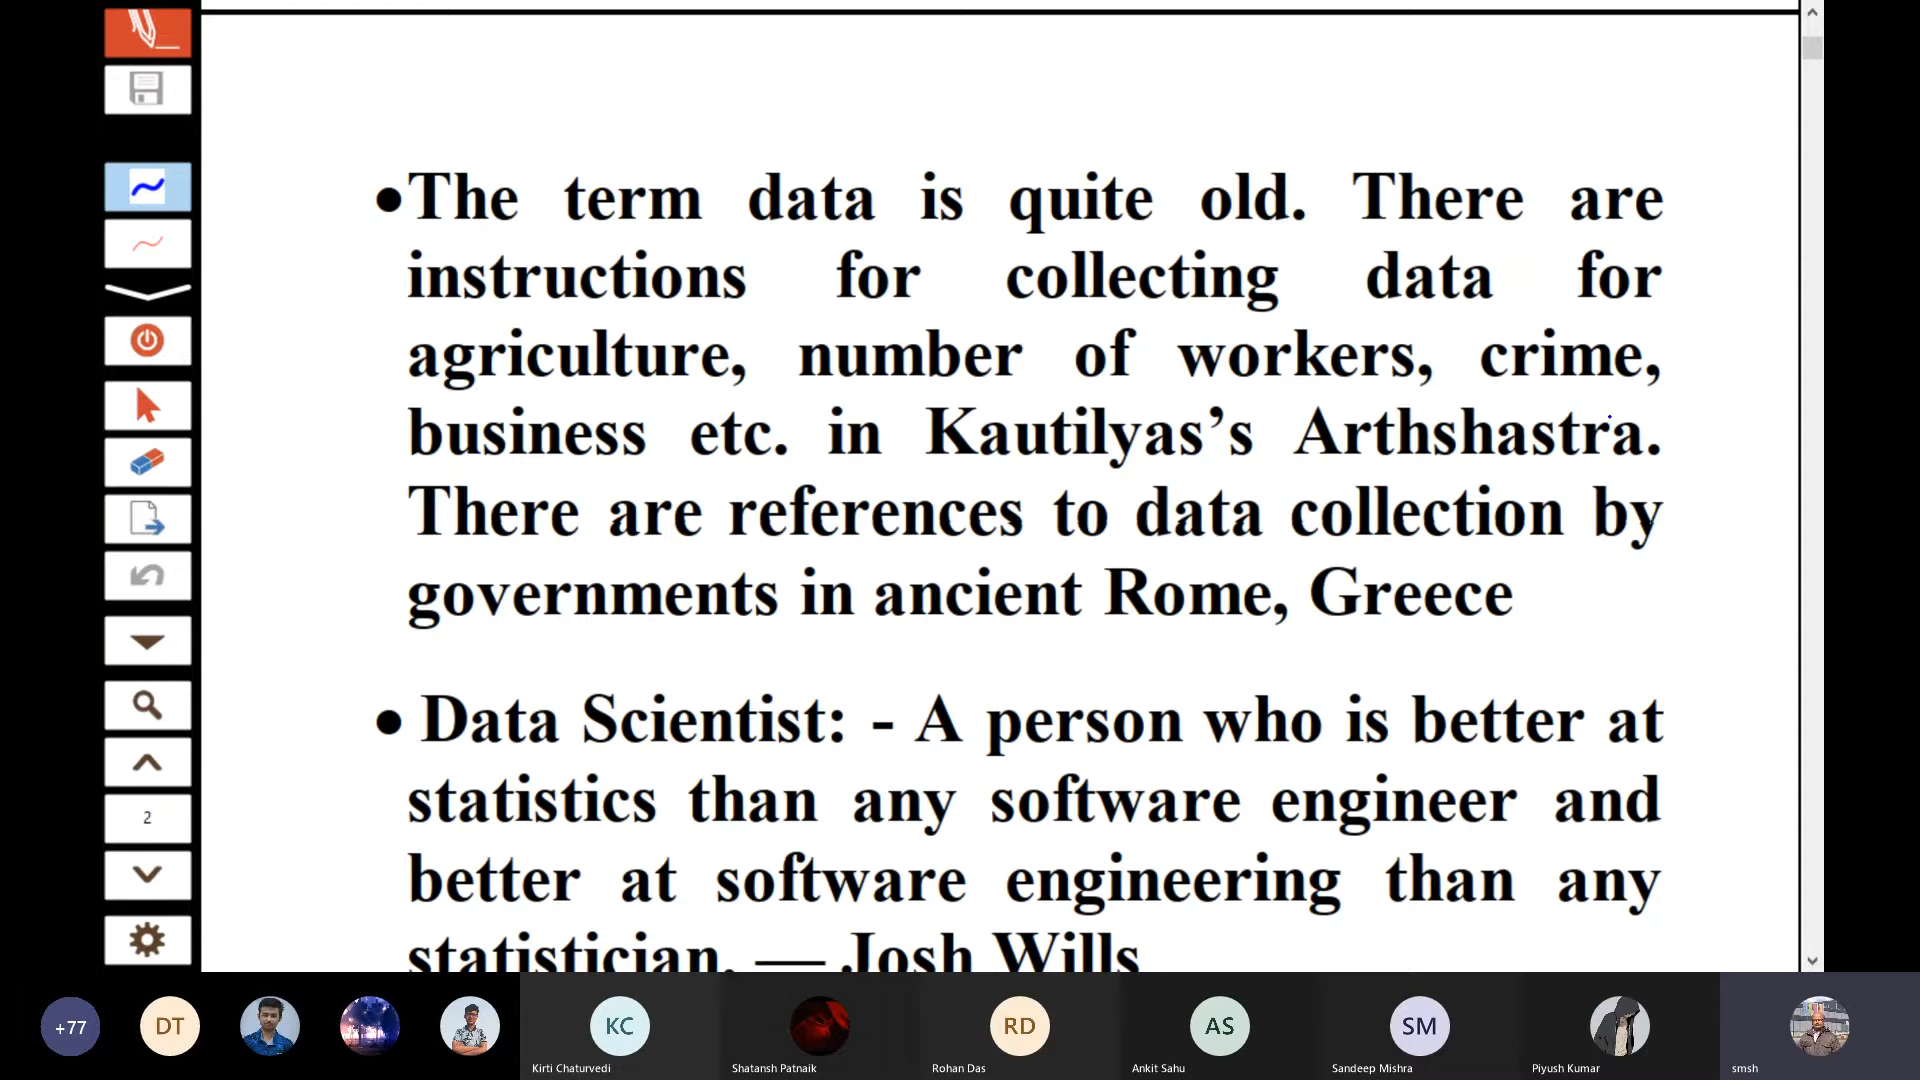 •The term data is quite old. There are
instructions for collecting data for
agriculture, number of workers, crime,
business etc. in Kautilyas’s Arthshastra.
There are references to data collection by
governments in ancient Rome, Greece
• Data Scientist: - A person who is better at
statistics than any software engineer and
better at software engineering than any
statistician. — Josh Wills
2
+77
DT
KC
RD
AS
SM
Kirti Chaturvedi
Shatansh Patnaik
Rohan Das
Ankit Sahu
Sandeep Mishra
Piyush Kumar
smsh